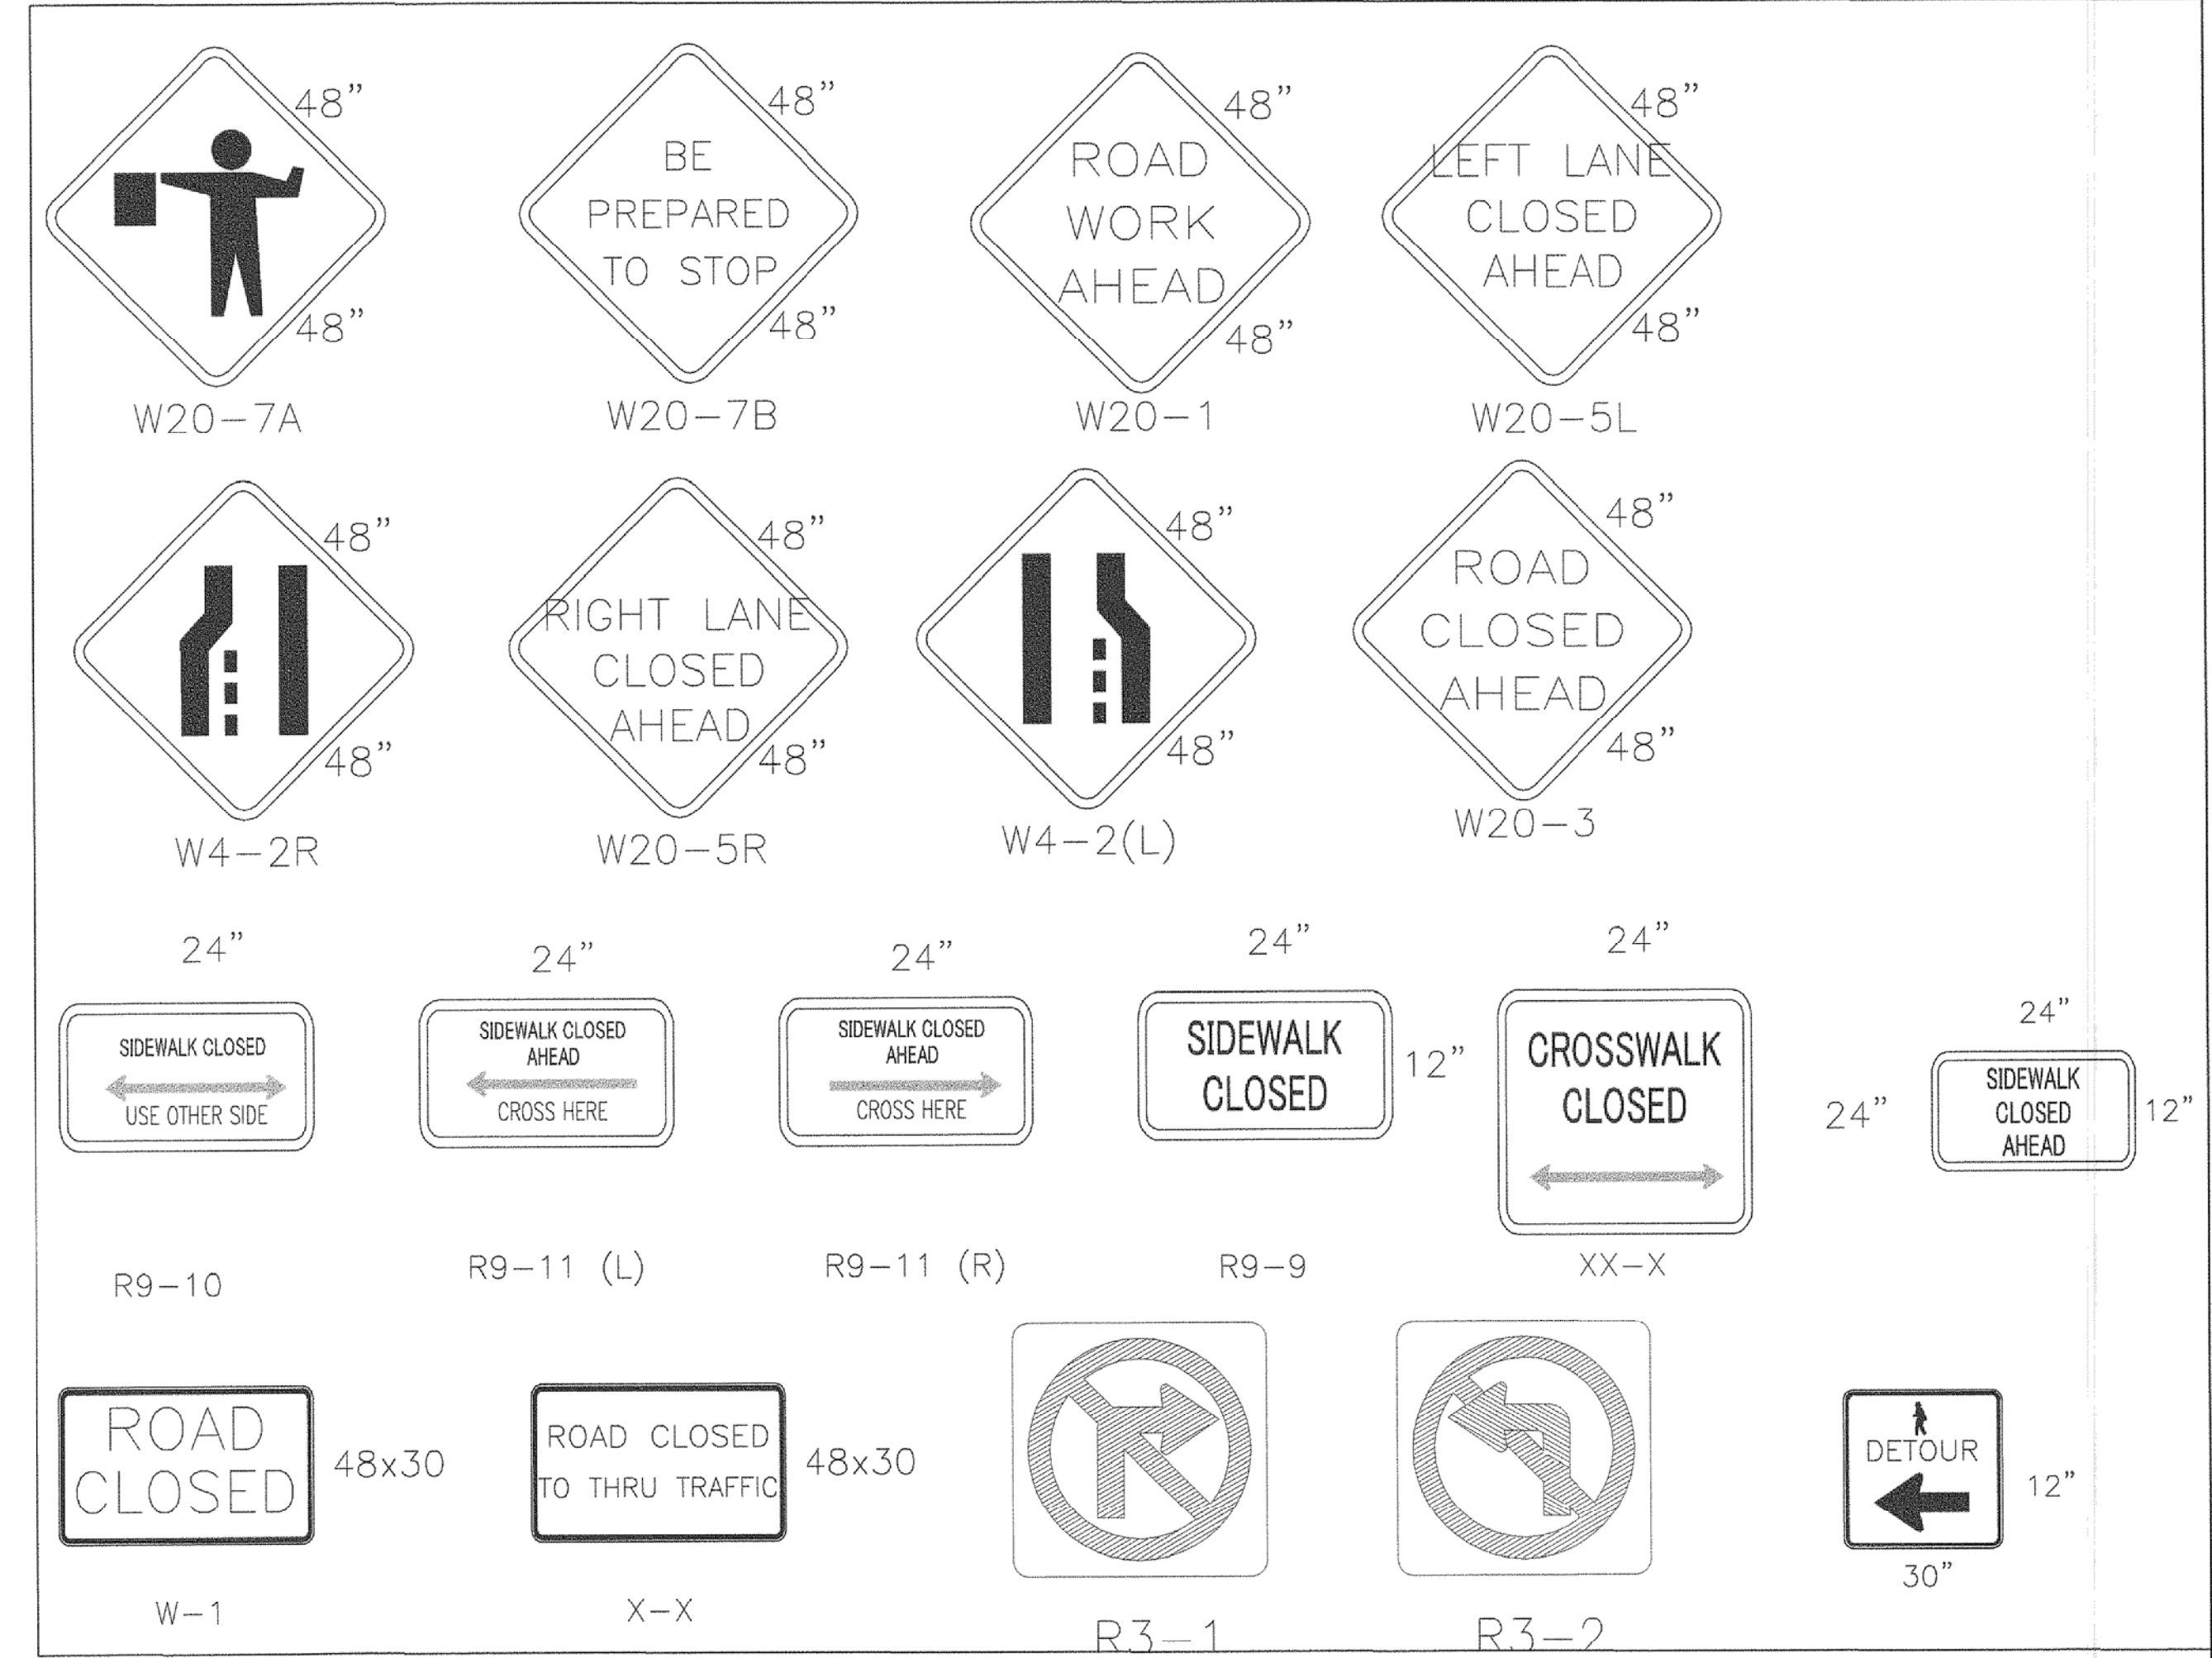 48”
48”
W20-7A
48”
BE
PREPARED
TO STOP
48”
W20-7B
48”
ROAD
WORK
AHEAD
48”
W20-1
48”
LEFT LANE
CLOSED
AHEAD
48”
W20-5L
48”
48”
W4-2R
48”
RIGHT LANE
CLOSED
AHEAD
48”
W20-5R
48”
48”
W4-2(L)
48”
ROAD
CLOSED
AHEAD
48”
W20-3
24”
SIDEWALK CLOSED
USE OTHER SIDE
R9-10
24”
SIDEWALK CLOSED
AHEAD
CROSS HERE
R9-11 (L)
24”
SIDEWALK CLOSED
AHEAD
CROSS HERE
R9-11 (R)
24”
SIDEWALK
CLOSED
12”
R9-9
24”
CROSSWALK
CLOSED
24”
XX-X
24”
SIDEWALK
CLOSED
AHEAD
12”
ROAD
CLOSED
48x30
W-1
ROAD CLOSED
TO THRU TRAFFIC
48x30
X-X
R3-1
R3-2
DETOUR
12”
30”